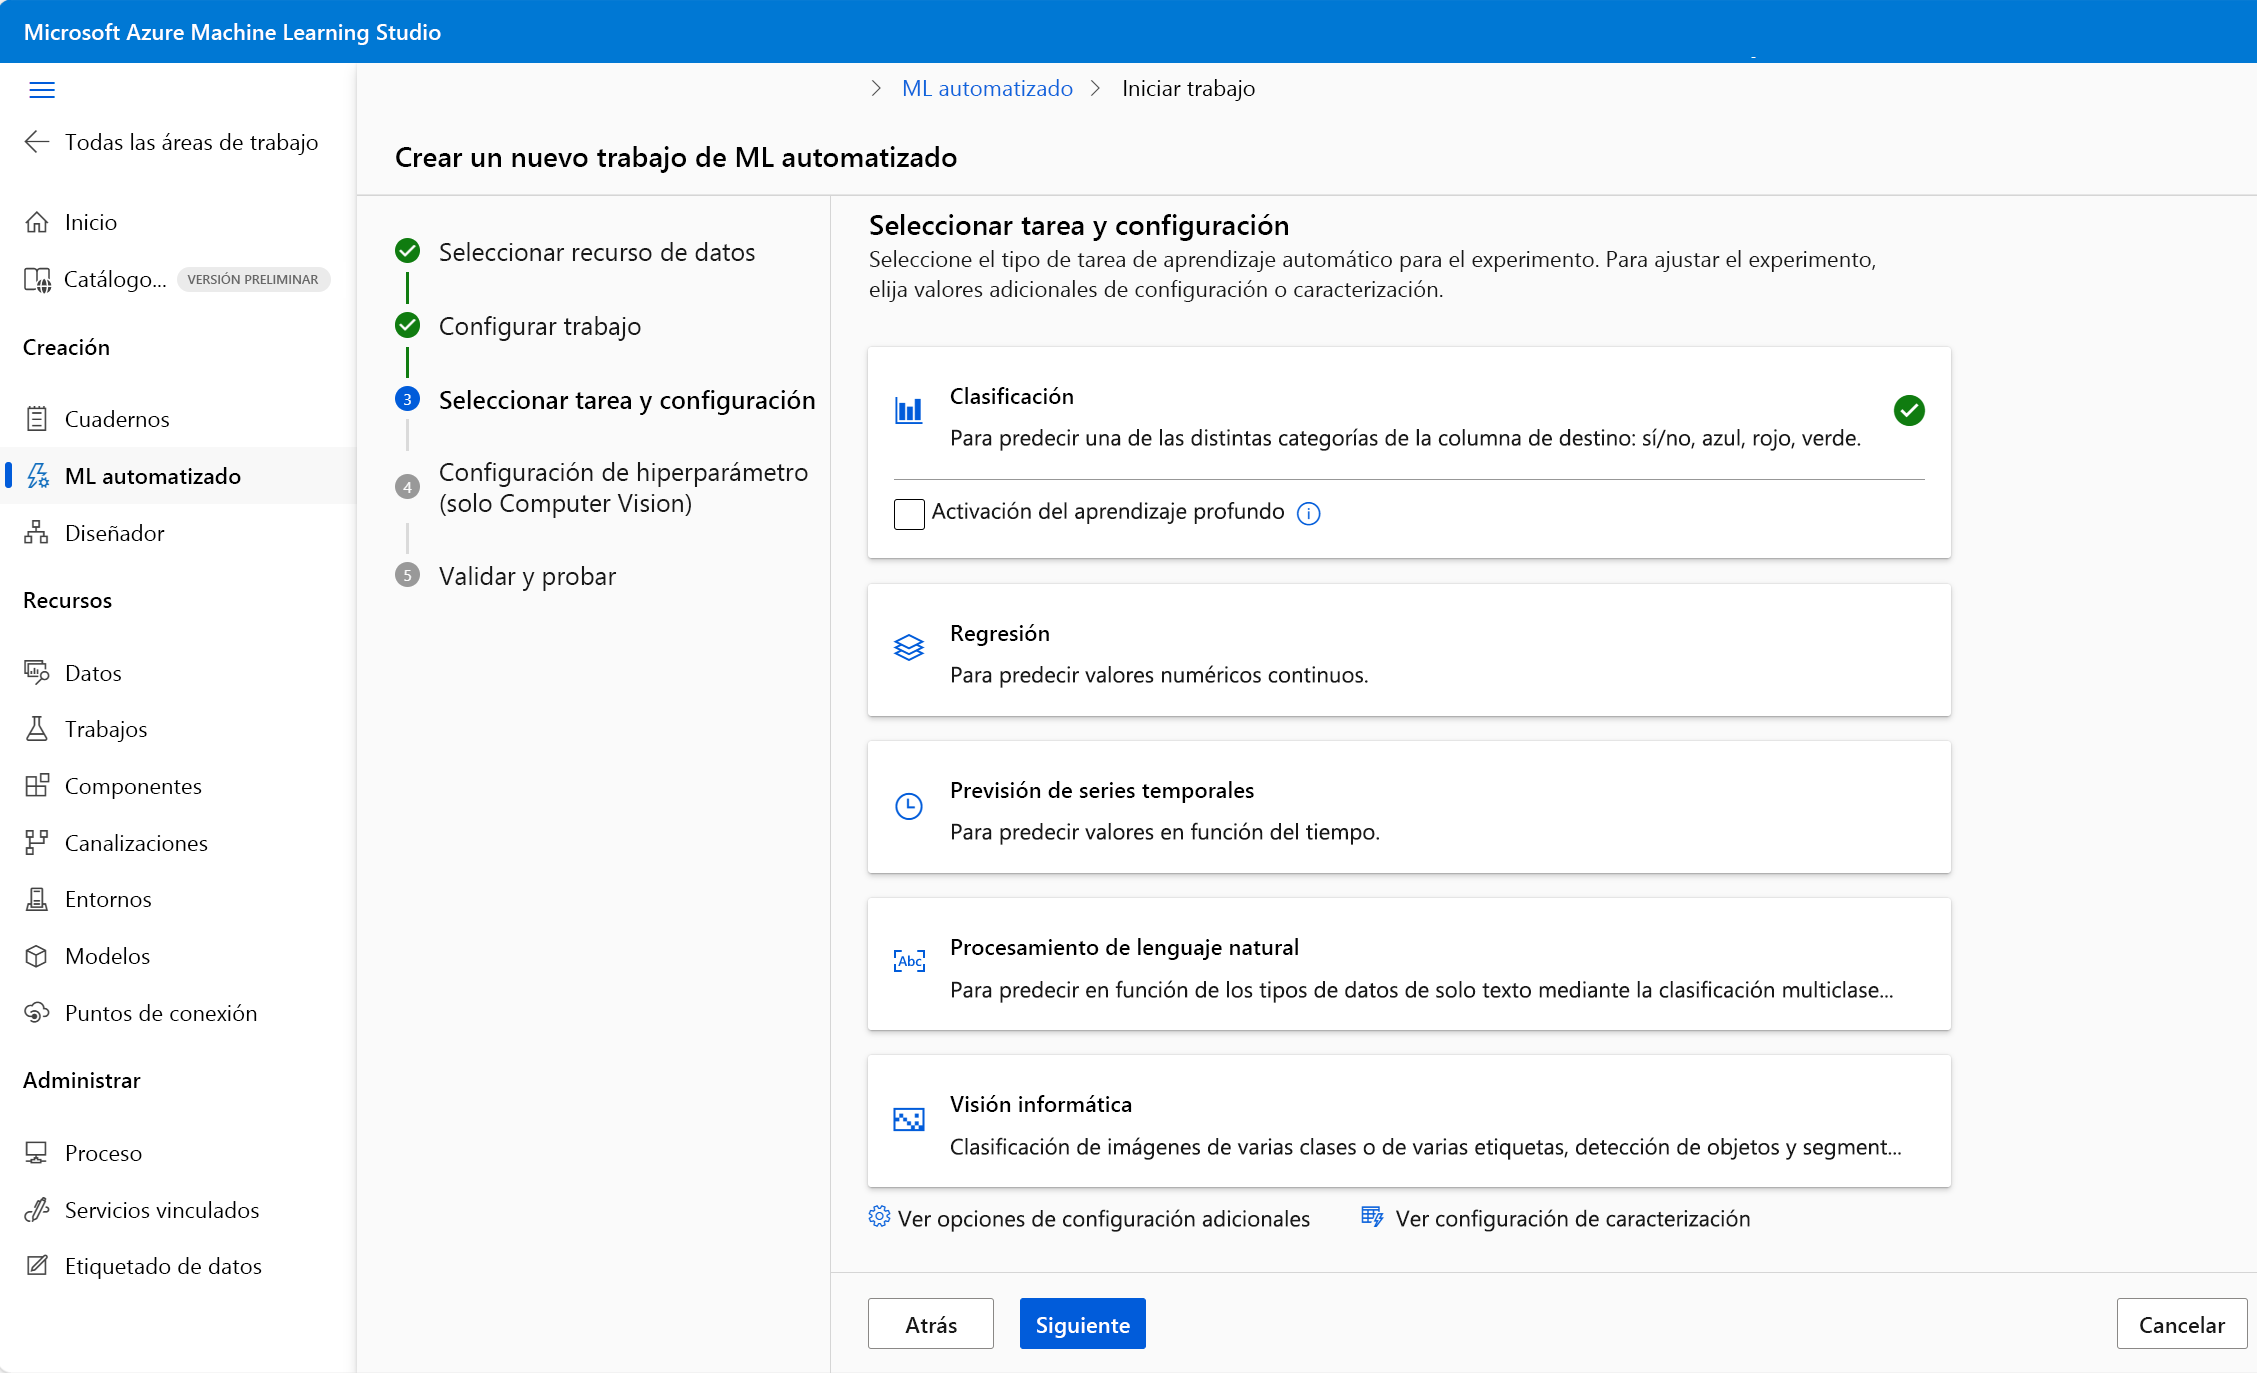 Microsoft Azure Machine Learning Studio
Todas las áreas de trabajo
Inicio
Catálogo... VERSIÓN PRELIMINAR
Creación
Cuadernos
ML automatizado
Diseñador
Recursos
Datos
Trabajos
Componentes
Canalizaciones
Entornos
Modelos
Puntos de conexión
Administrar
Proceso
Servicios vinculados
Etiquetado de datos
ML automatizado > Iniciar trabajo
Crear un nuevo trabajo de ML automatizado
Seleccionar recurso de datos
Configurar trabajo
3 Seleccionar tarea y configuración
4 Configuración de hiperparámetro
(solo Computer Vision)
5 Validar y probar
Seleccionar tarea y configuración
Seleccione el tipo de tarea de aprendizaje automático para el experimento. Para ajustar el experimento,
elija valores adicionales de configuración o caracterización.
Clasificación
Para predecir una de las distintas categorías de la columna de destino: sí/no, azul, rojo, verde.
Activación del aprendizaje profundo
Regresión
Para predecir valores numéricos continuos.
Previsión de series temporales
Para predecir valores en función del tiempo.
Abc
Procesamiento de lenguaje natural
Para predecir en función de los tipos de datos de solo texto mediante la clasificación multiclase...
Visión informática
Clasificación de imágenes de varias clases o de varias etiquetas, detección de objetos y segment...
Ver opciones de configuración adicionales
Ver configuración de caracterización
Atrás
Siguiente
Cancelar